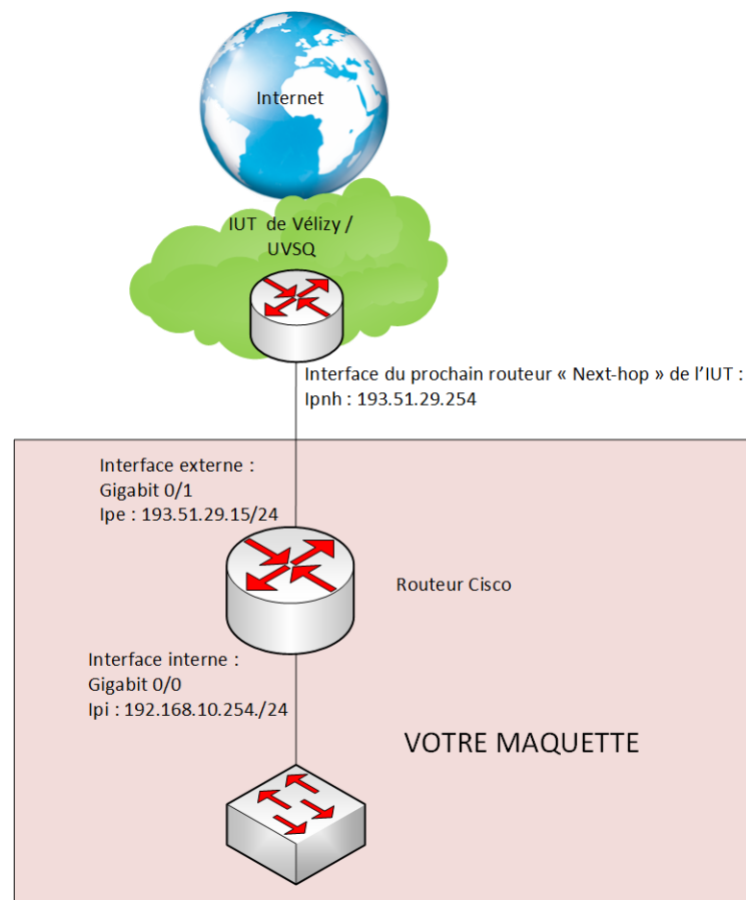 Internet
IUT de Vélizy /
UVSQ
Interface du prochain routeur « Next-hop » de l'IUT :
Ipnh : 193.51.29.254
Interface externe :
Gigabit 0/1
Ipe : 193.51.29.15/24
Routeur Cisco
Interface interne :
Gigabit 0/0
Ipi : 192.168.10.254./24
VOTRE MAQUETTE